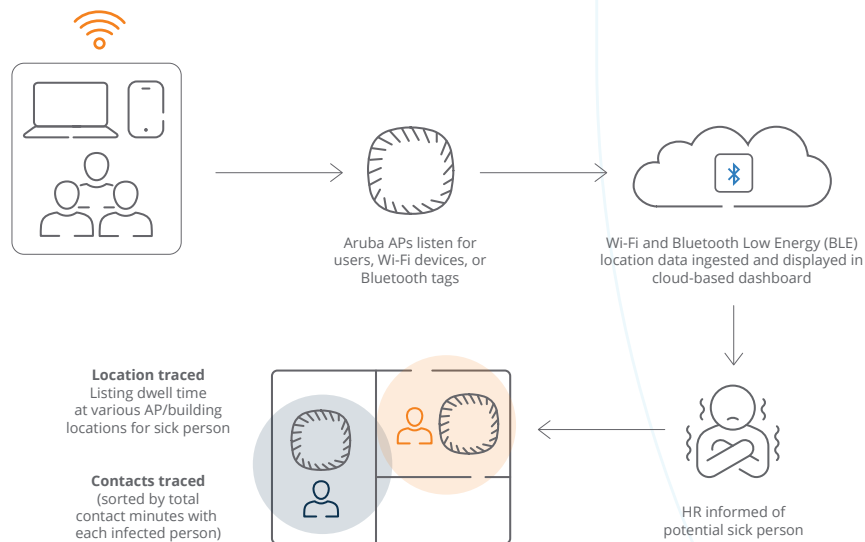 Aruba APs listen for
users, Wi-Fi devices, or
Bluetooth tags
Wi-Fi and Bluetooth Low Energy (BLE)
location data ingested and displayed in
cloud-based dashboard
HR informed of
potential sick person
Location traced
Listing dwell time
at various AP/building
locations for sick person
Contacts traced
(sorted by total
contact minutes with
each infected person)